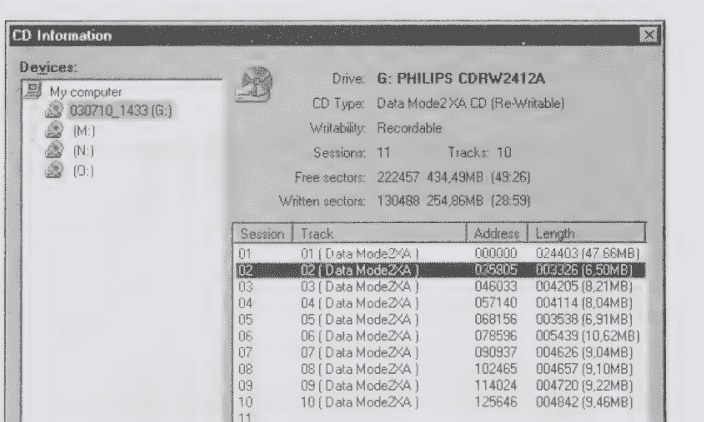 CD Information
Devices:
My computer
030710_1433 (G:)
(M:)
(N:)
(O:)
Drive: G: PHILIPS CDRW2412A
CD Type: Data Mode2 XA CD (Re-Writable)
Writability: Recordable
Sessions: 11 Tracks: 10
Free sectors: 222457 434,49MB (49:26)
Written sectors: 130488 254,86MB (28:59)
Session Track Address Length
01 01 ( Data Mode2XA ) 000000 024403 (47.66MB)
02 02 ( Data Mode2XA ) 035805 003326 (6,50MB)
03 03 ( Data Mode2XA ) 046033 004205 (8,21MB)
04 04 ( Data Mode2XA ) 057140 004114 (8,04MB)
05 05 ( Data Mode2XA ) 068156 003538 (6,91MB)
06 06 ( Data Mode2XA ) 078596 005439 (10,62MB)
07 07 ( Data Mode2XA ) 090937 004626 (9,04MB)
08 08 ( Data Mode2XA ) 102465 004657 (9,10MB)
09 09 ( Data Mode2XA ) 114024 004720 (9,22MB)
10 10 ( Data Mode2XA ) 125646 004842 (9,46MB)
11